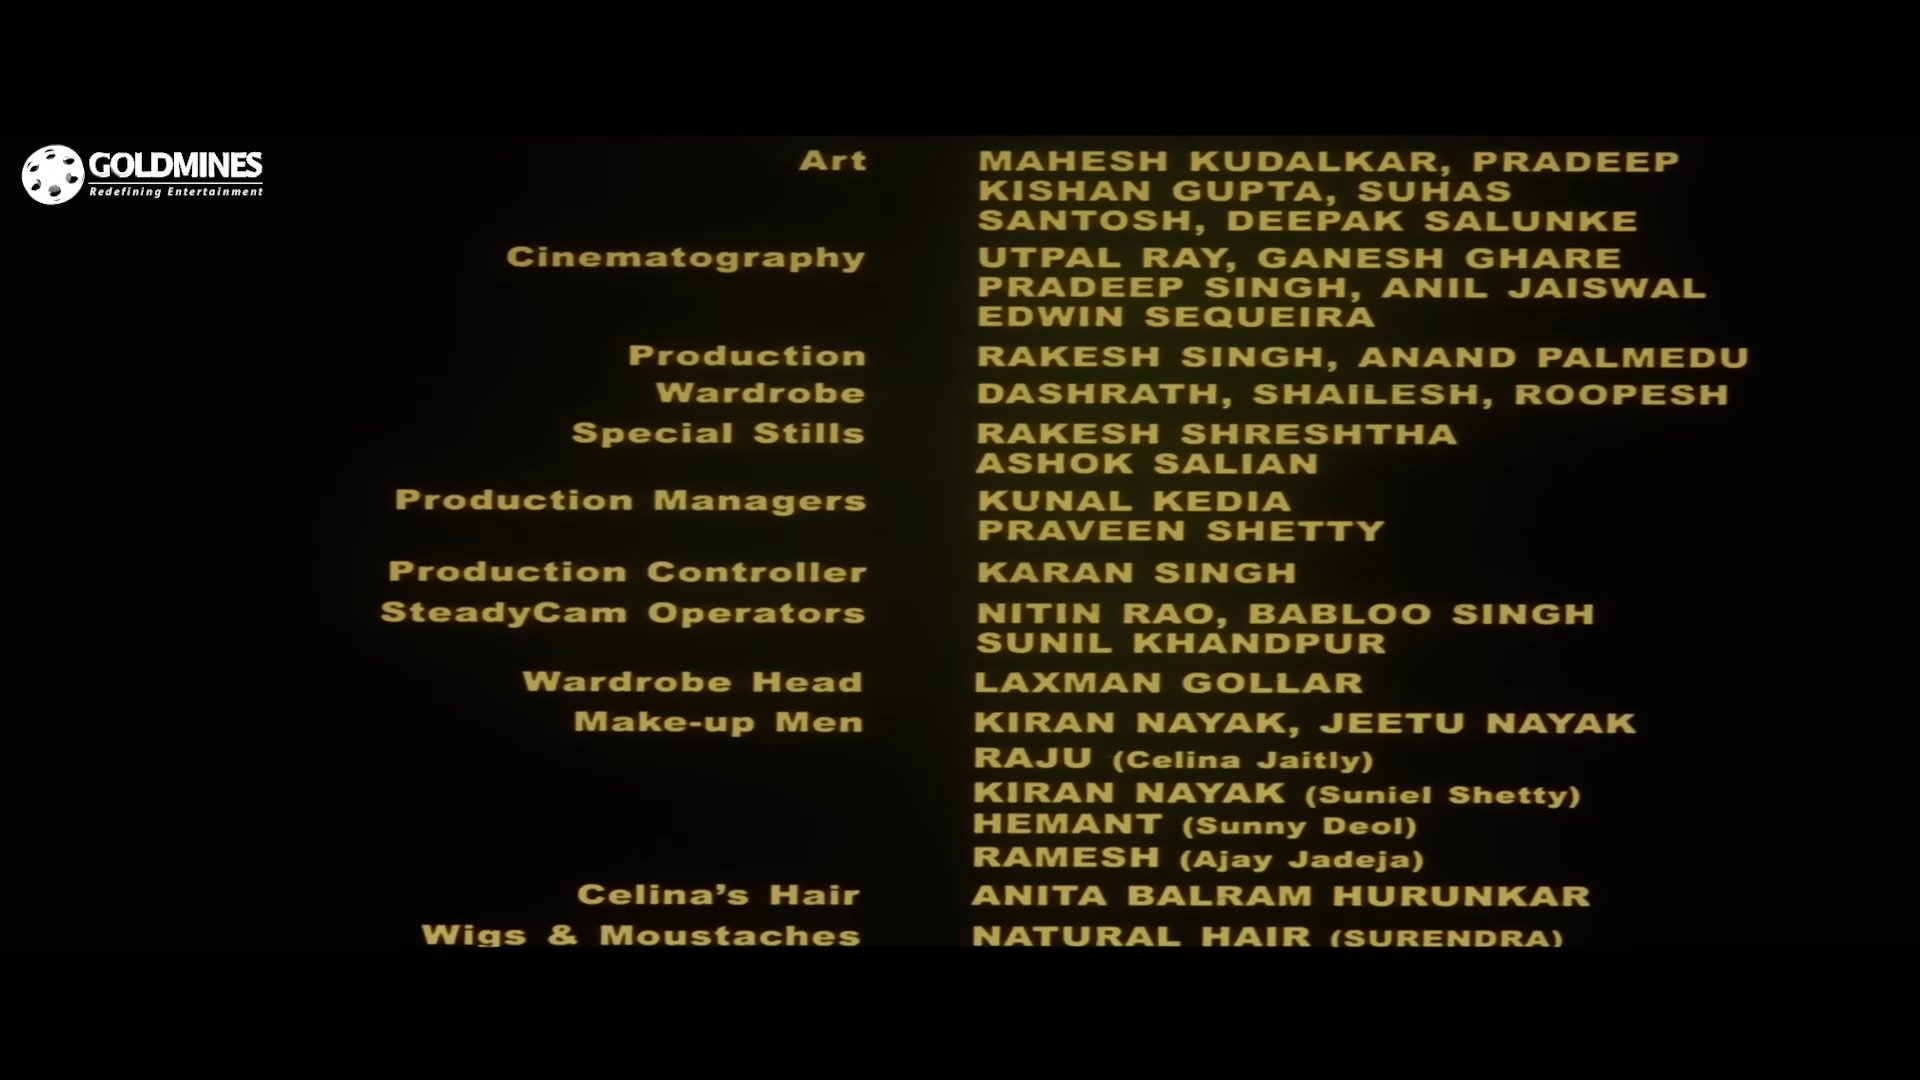 GOLDMINES
Redefining Entertainment
Art MAHESH KUDALKAR, PRADEEP
KISHAN GUPTA, SUHAS
SANTOSH, DEEPAK SALUNKE
Cinematography UTPAL RAY, GANESH GHARE
PRADEEP SINGH, ANIL JAISWAL
EDWIN SEQUEIRA
Production RAKESH SINGH, ANAND PALMEDU
Wardrobe DASHRATH, SHAILESH, ROOPESH
Special Stills RAKESH SHRESHTHA
ASHOK SALIAN
Production Managers KUNAL KEDIA
PRAVEEN SHETTY
Production Controller KARAN SINGH
SteadyCam Operators NITIN RAO, BABLOO SINGH
SUNIL KHANDPUR
Wardrobe Head LAXMAN GOLLAR
Make-up Men KIRAN NAYAK, JEETU NAYAK
RAJU (Celina Jaitly)
KIRAN NAYAK (Suniel Shetty)
HEMANT (Sunny Deol)
RAMESH (Ajay Jadeja)
Celina’s Hair ANITA BALRAM HURUNKAR
Wigs & Moustaches NATURAL HAIR (SURENDRA)